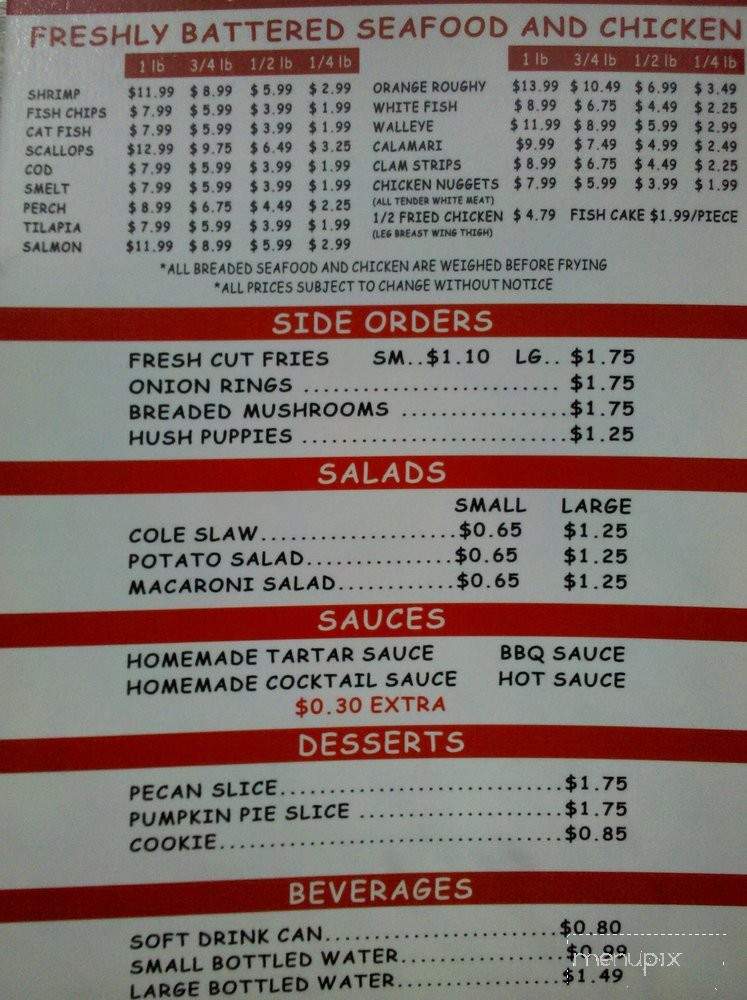 FRESHLY BATTERED SEAFOOD AND CHICKEN
1 lb 3/4 lb 1/2 lb 1/4 lb
SHRIMP $11.99 $8.99 $5.99 $2.99
FISH CHIPS $7.99 $5.99 $3.99 $1.99
CAT FISH $7.99 $5.99 $3.99 $1.99
SCALLOPS $12.99 $9.75 $6.49 $3.25
COD $7.99 $5.99 $3.99 $1.99
SMELT $7.99 $5.99 $3.99 $1.99
PERCH $8.99 $6.75 $4.49 $2.25
TILAPIA $7.99 $5.99 $3.99 $1.99
SALMON $11.99 $8.99 $5.99 $2.99
1 lb 3/4 lb 1/2 lb 1/4 lb
ORANGE ROUGHY $13.99 $10.49 $6.99 $3.49
WHITE FISH $8.99 $6.75 $4.49 $2.25
WALLEYE $11.99 $8.99 $5.99 $2.99
CALAMARI $9.99 $7.49 $4.99 $2.49
CLAM STRIPS $8.99 $6.75 $4.49 $2.25
CHICKEN NUGGETS $7.99 $5.99 $3.99 $1.99
(ALL TENDER WHITE MEAT)
1/2 FRIED CHICKEN $4.79 FISH CAKE $1.99/PIECE
(LEG BREAST WING THIGH)
*ALL BREADED SEAFOOD AND CHICKEN ARE WEIGHED BEFORE FRYING
*ALL PRICES SUBJECT TO CHANGE WITHOUT NOTICE
SIDE ORDERS
FRESH CUT FRIES SM..$1.10 LG.. $1.75
ONION RINGS ............................ $1.75
BREADED MUSHROOMS ..................$1.75
HUSH PUPPIES ............................$1.25
SALADS
SMALL LARGE
COLE SLAW.....................$0.65 $1.25
POTATO SALAD................$0.65 $1.25
MACARONI SALAD............$0.65 $1.25
SAUCES
HOMEMADE TARTAR SAUCE BBQ SAUCE
HOMEMADE COCKTAIL SAUCE HOT SAUCE
$0.30 EXTRA
DESSERTS
PECAN SLICE..............................$1.75
PUMPKIN PIE SLICE ......................$1.75
COOKIE.....................................$0.85
BEVERAGES
SOFT DRINK CAN.........................$0.80
SMALL BOTTLED WATER.................$0.99
LARGE BOTTLED WATER.................$1.49
menupix